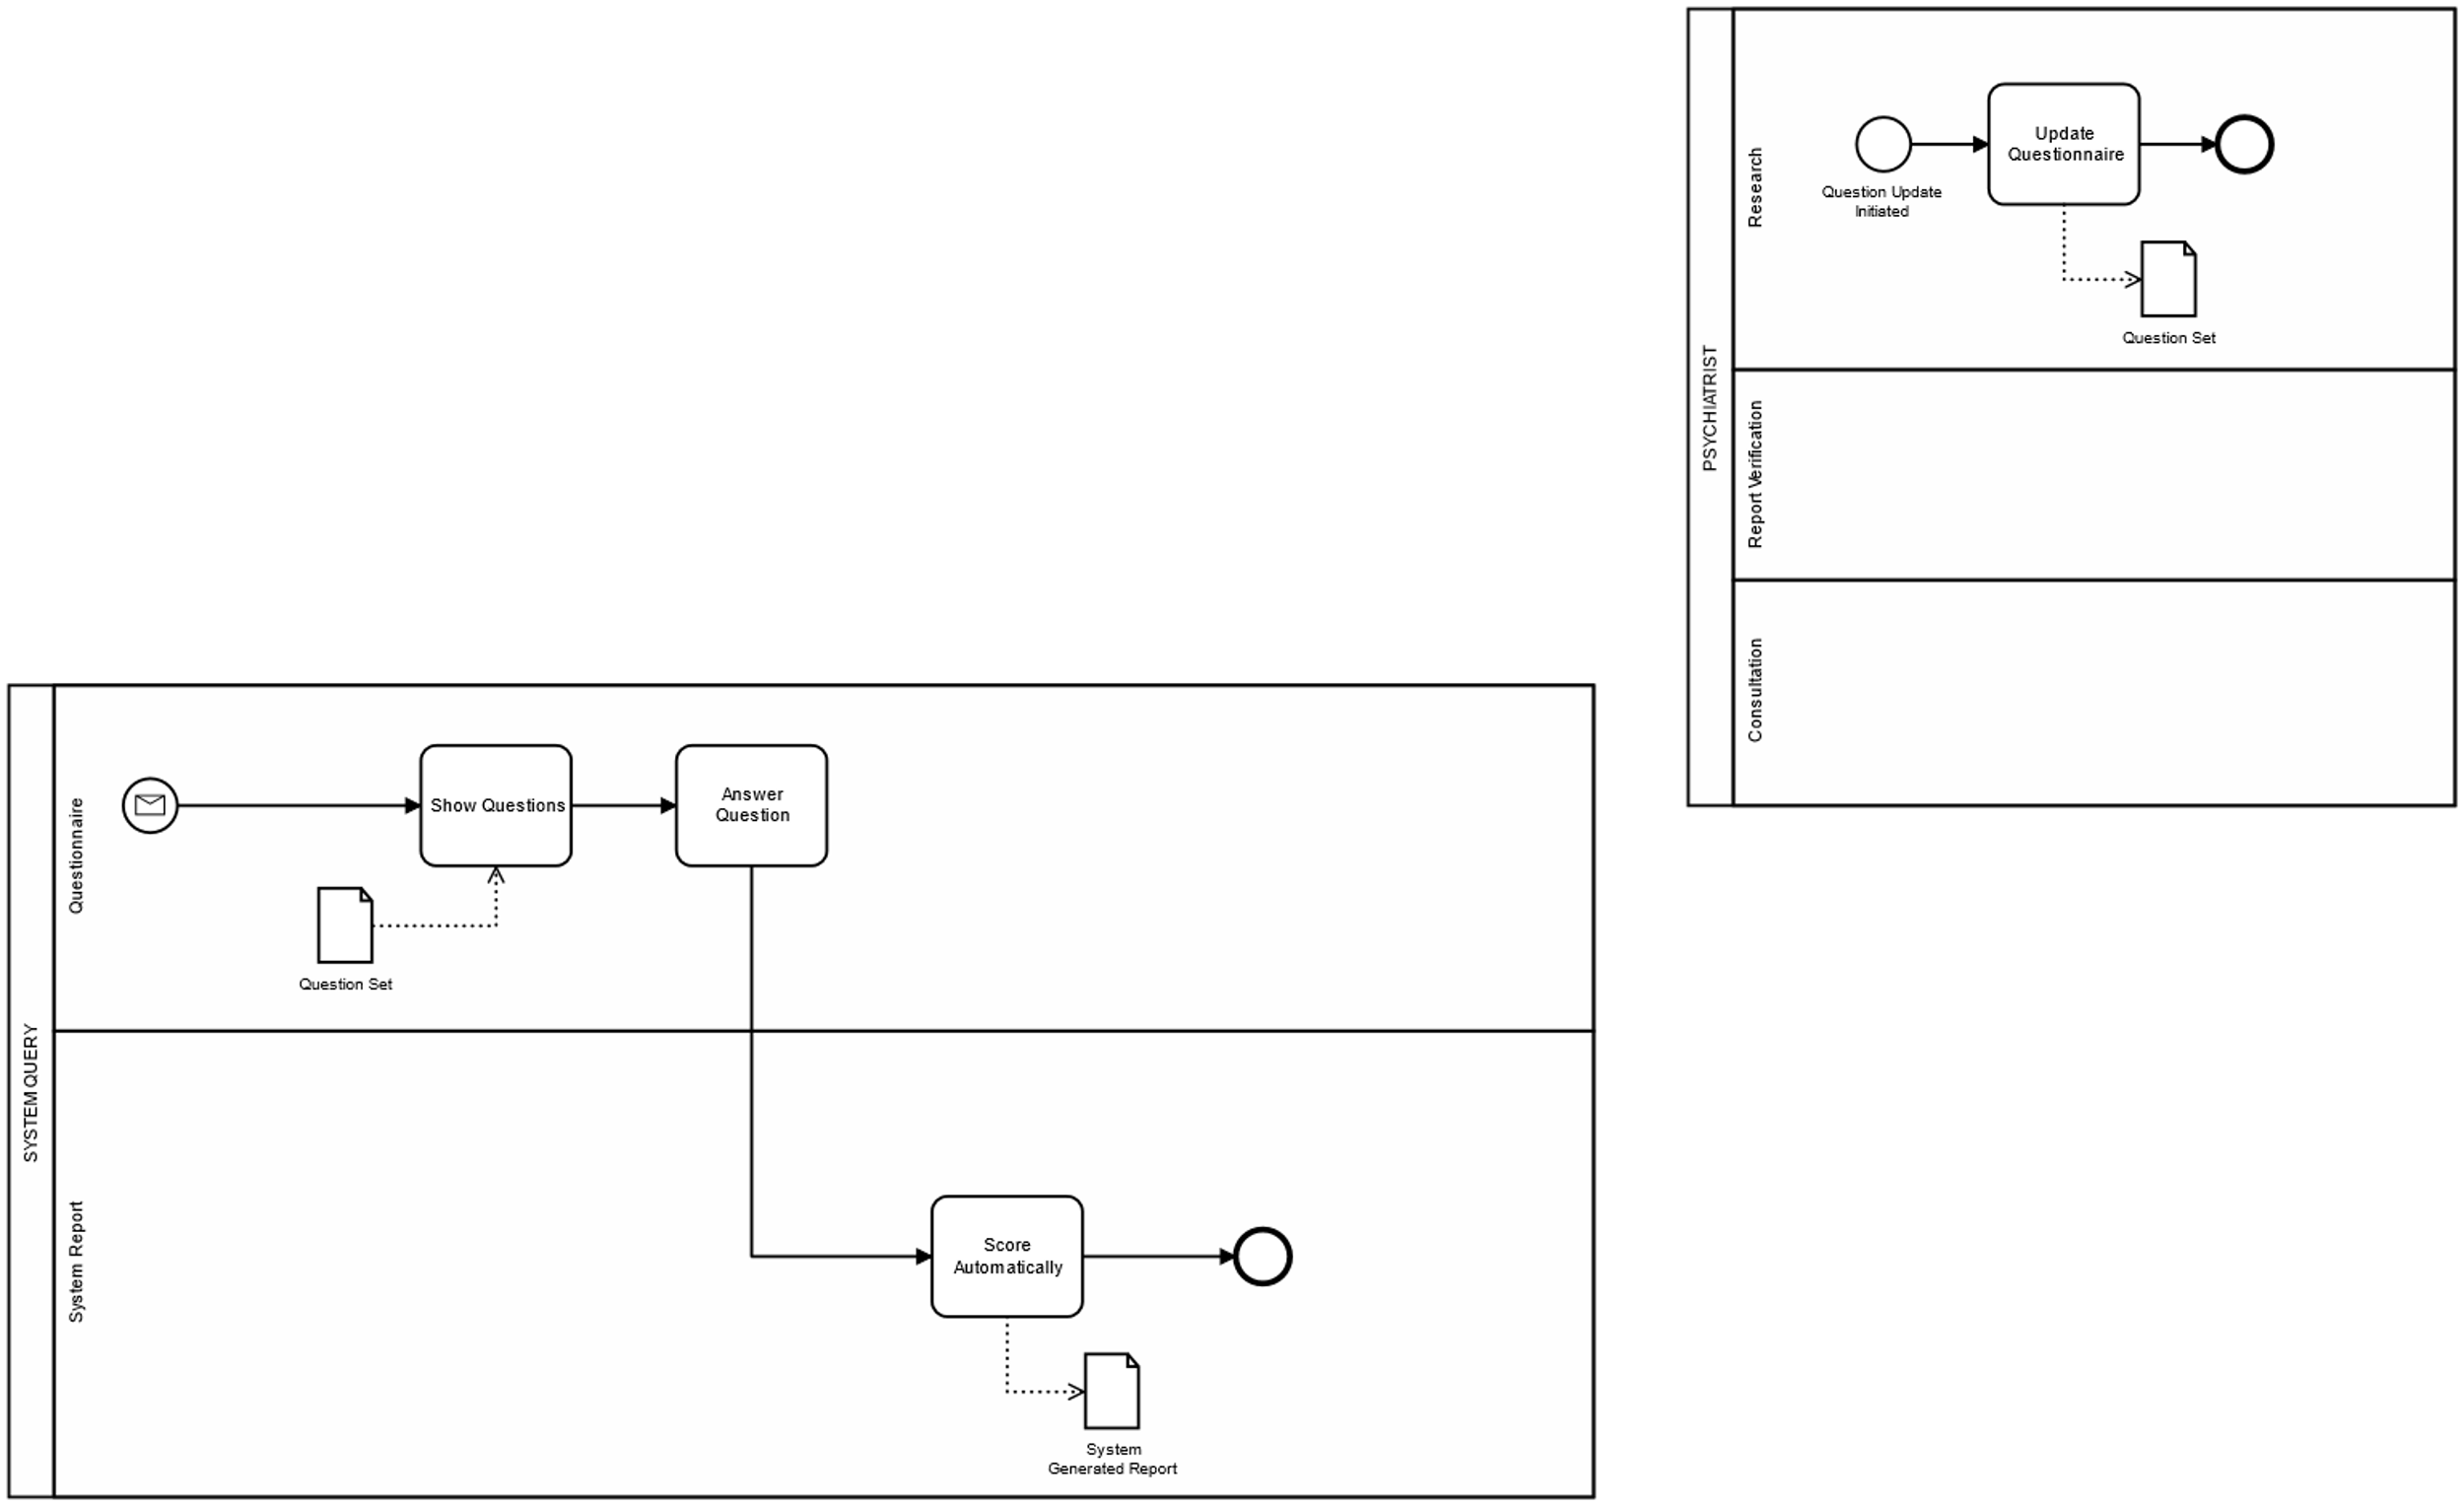 PSYCHIATRIST
Research
Question Update
Initiated
Update
Questionnaire
Question Set
Report Verification
Consultation
SYSTEM QUERY
Questionnaire
Show Questions
Answer
Question
Question Set
System Report
Score
Automatically
System
Generated Report